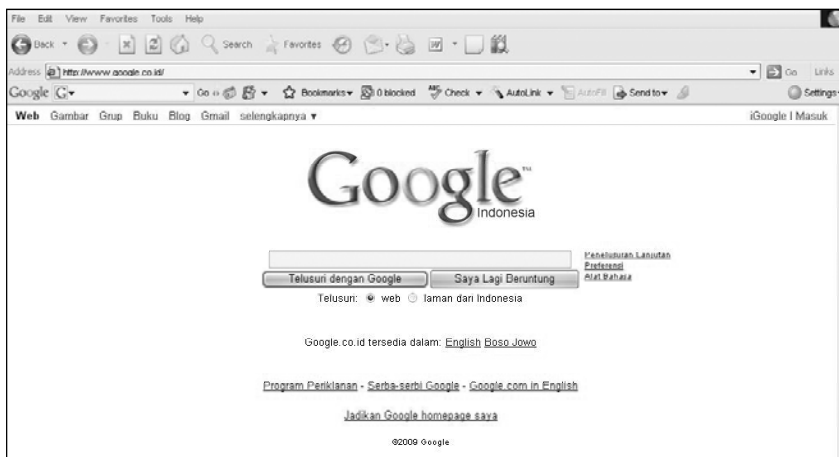 File Edit View Favorites Tools Help
Back Search Favorites
Address http://www.google.co.id/ Go Links
Google G Go Bookmarks 0 blocked ABC Check AutoLink AutoFill Send to Settings
Web Gambar Grup Buku Blog Gmail selengkapnya ▼ iGoogle | Masuk
Google™
Indonesia
Penelusuran Lanjutan
Preferensi
Telusuri dengan Google Saya Lagi Beruntung Alat Bahasa
Telusuri: web laman dari Indonesia
Google.co.id tersedia dalam: English Boso Jowo
Program Periklanan - Serba-serbi Google - Google.com in English
Jadikan Google homepage saya
©2009 Google